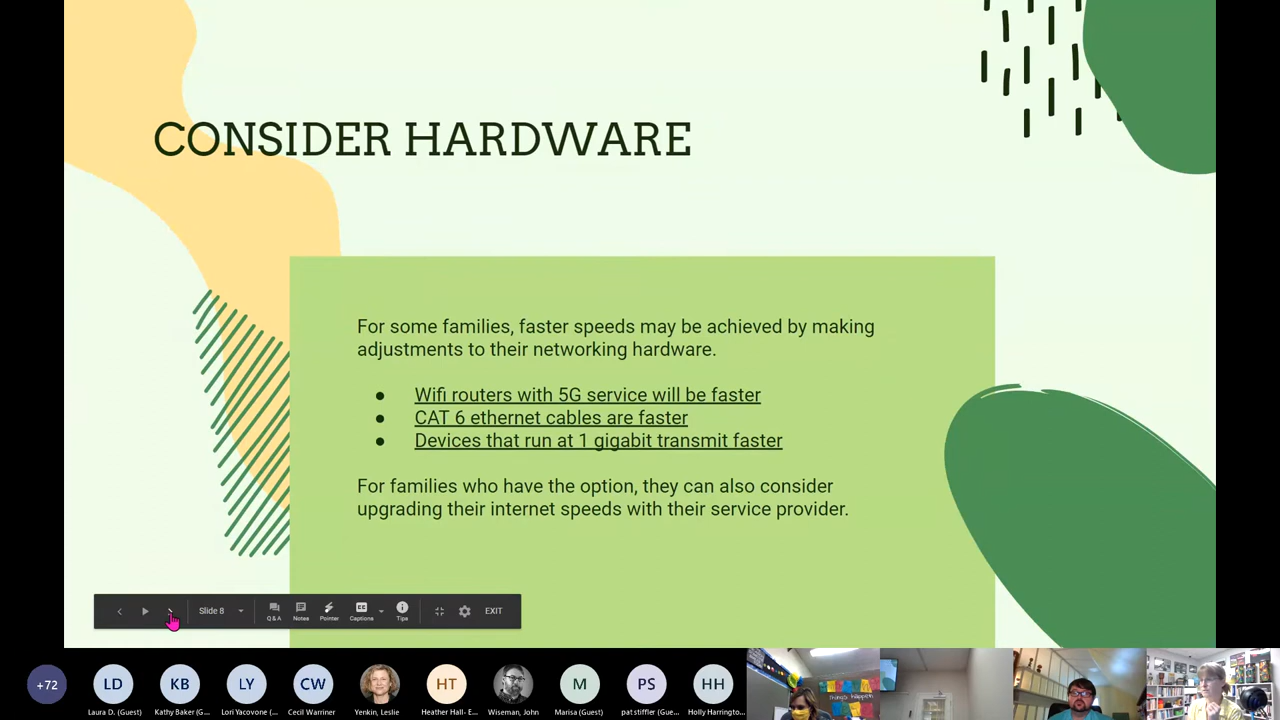 CONSIDER HARDWARE
For some families, faster speeds may be achieved by making
adjustments to their networking hardware.
● Wifi routers with 5G service will be faster
● CAT 6 ethernet cables are faster
● Devices that run at 1 gigabit transmit faster
For families who have the option, they can also consider
upgrading their internet speeds with their service provider.
Slide 8
Q & A
Notes
Pointer
Captions
Tips
EXIT
+72
LD
KB
LY
CW
HT
M
PS
HH
Laura D. (Guest)
Kathy Baker (G...
Lori Yacovone (...
Cecil Warriner
Yenkin, Leslie
Heather Hall- E...
Wiseman, John
Marisa (Guest)
pat stiffler (Gue...
Holly Harringto...
things happen